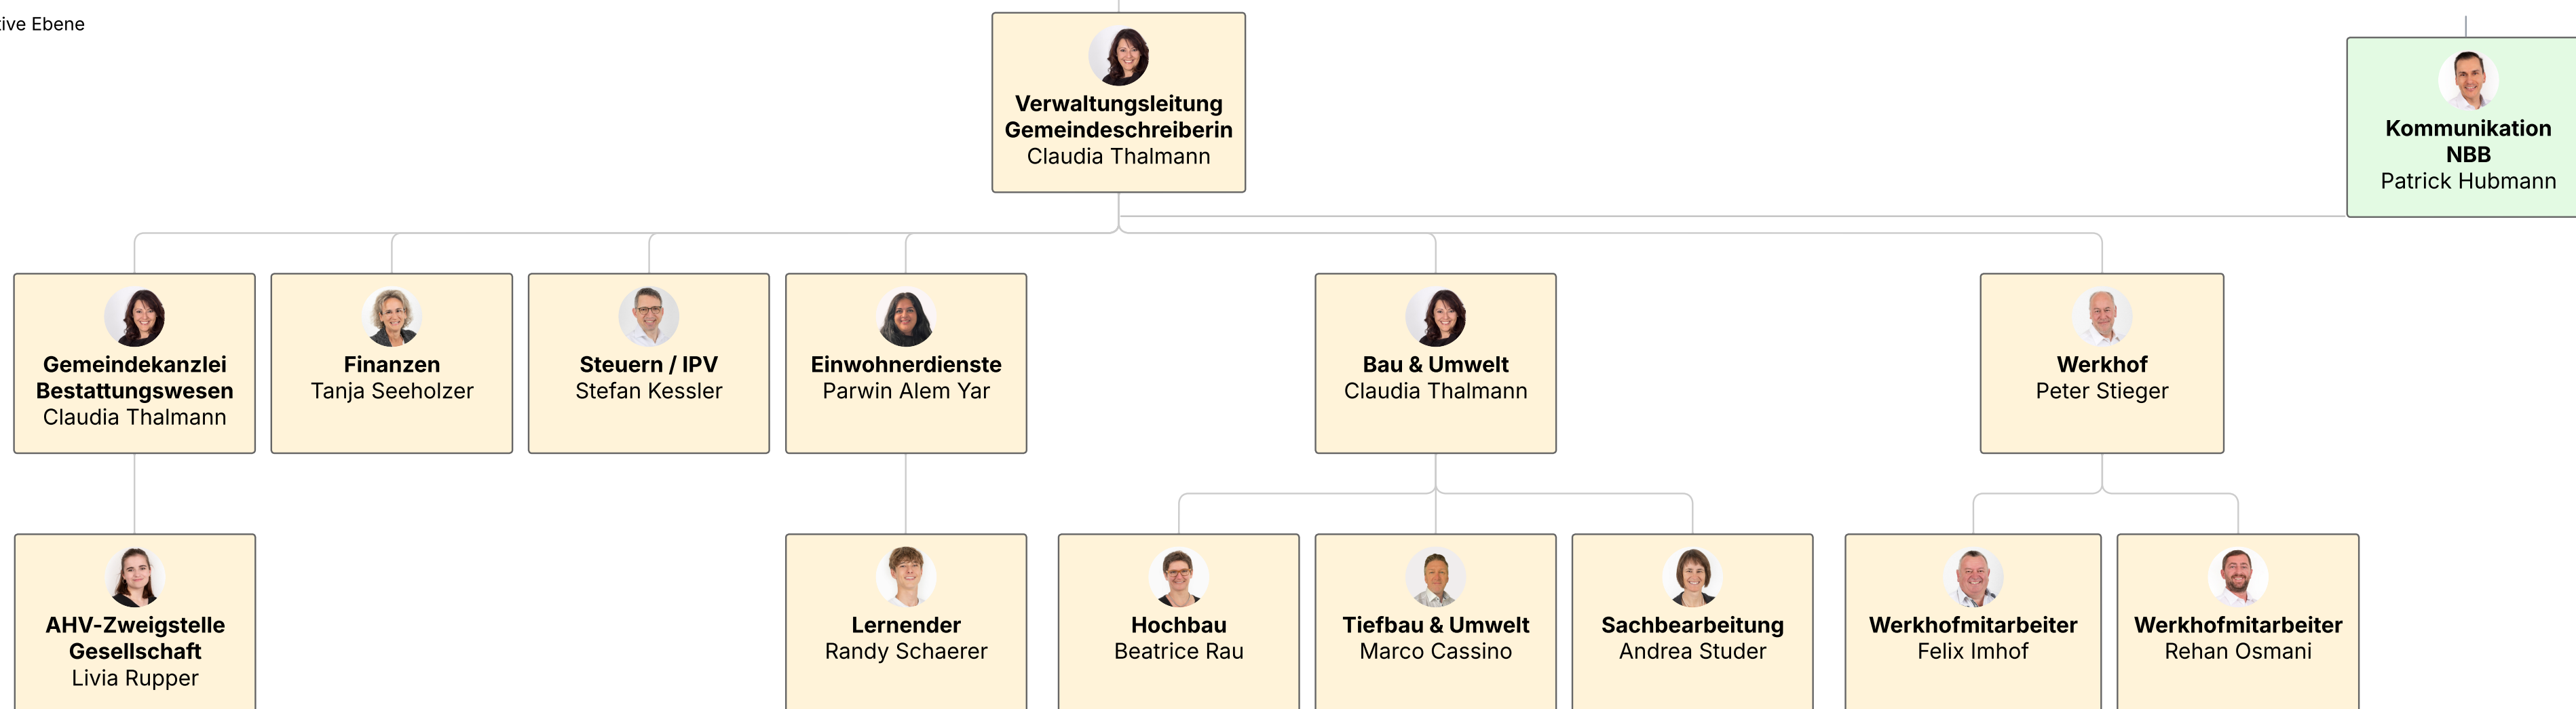 tive Ebene
Verwaltungsleitung
Gemeindeschreiberin
Claudia Thalmann
Kommunikation
NBB
Patrick Hubmann
Gemeindekanzlei
Bestattungswesen
Claudia Thalmann
Finanzen
Tanja Seeholzer
Steuern / IPV
Stefan Kessler
Einwohnerdienste
Parwin Alem Yar
Bau & Umwelt
Claudia Thalmann
Werkhof
Peter Stieger
AHV-Zweigstelle
Gesellschaft
Livia Rupper
Lernender
Randy Schaerer
Hochbau
Beatrice Rau
Tiefbau & Umwelt
Marco Cassino
Sachbearbeitung
Andrea Studer
Werkhofmitarbeiter
Felix Imhof
Werkhofmitarbeiter
Rehan Osmani